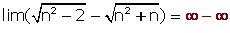 lim(√(n² − 2) − √(n² + n)) = ∞ − ∞